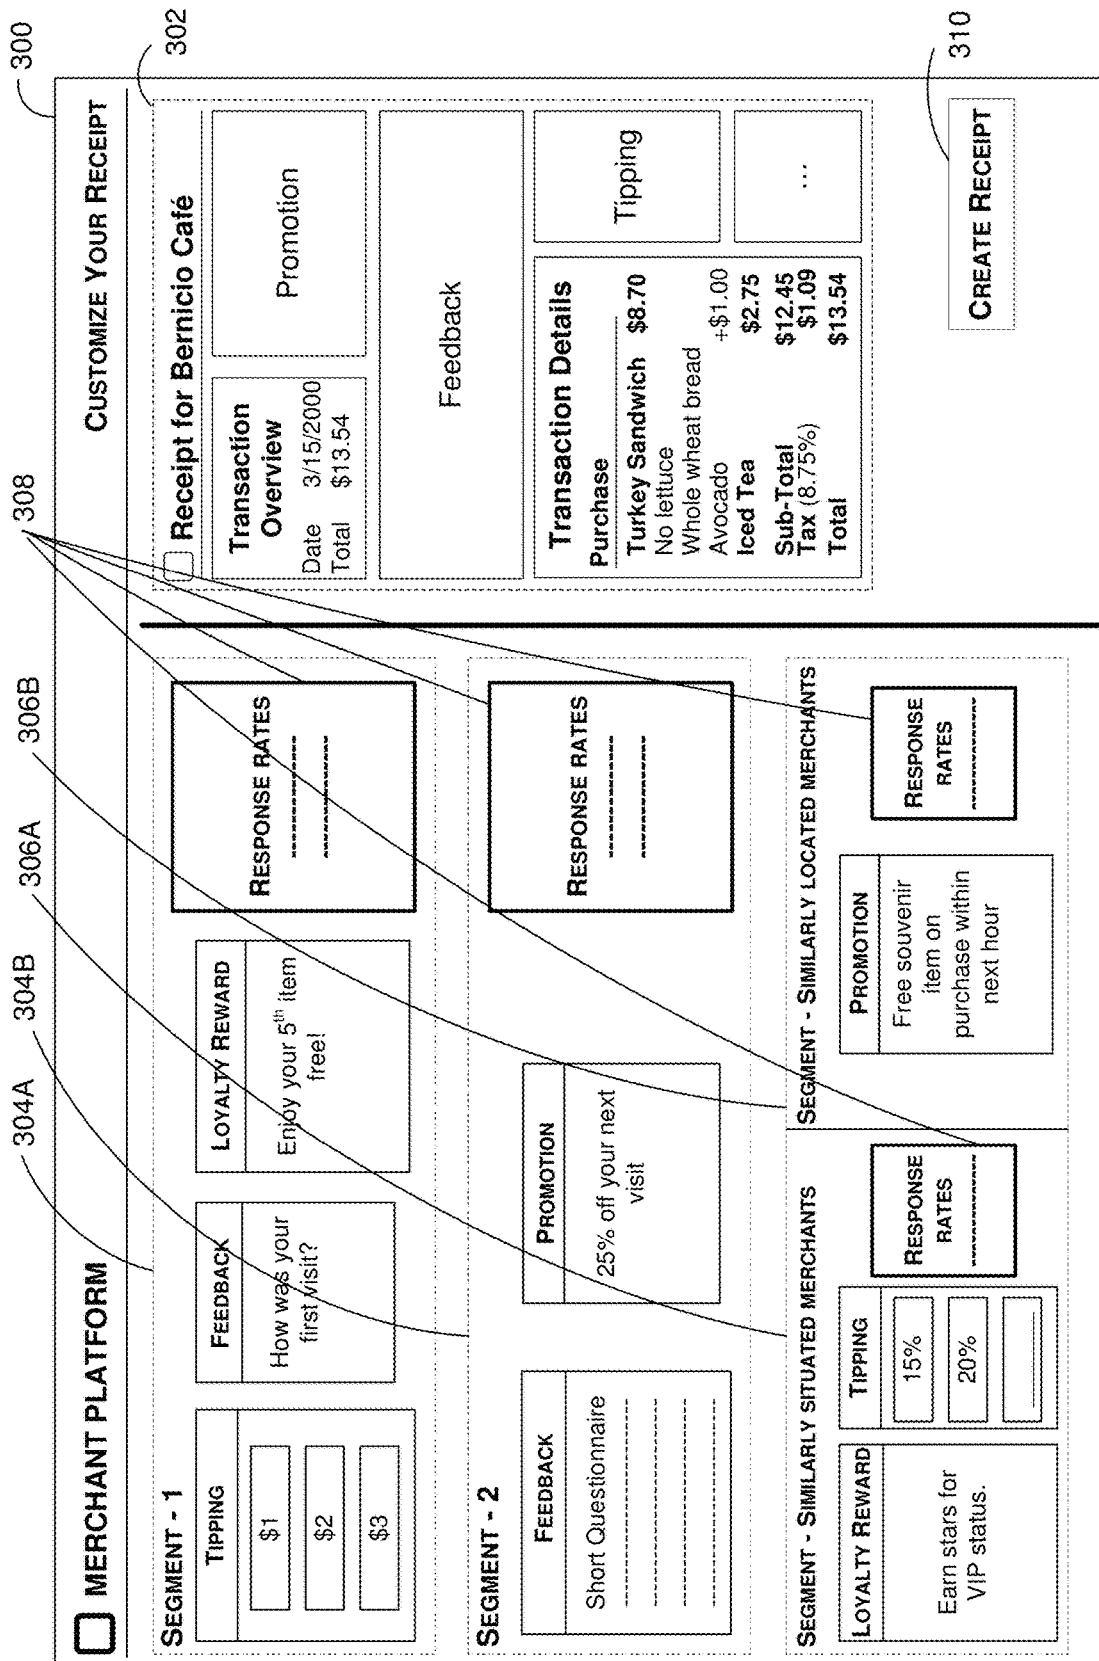 300
302
304A
304B
306A
306B
308
310
MERCHANT PLATFORM
CUSTOMIZE YOUR RECEIPT
SEGMENT - 1
TIPPING
$1
$2
$3
FEEDBACK
How was your
first visit?
LOYALTY REWARD
Enjoy your 5th item
free!
RESPONSE RATES
SEGMENT - 2
FEEDBACK
Short Questionnaire
PROMOTION
25% off your next
visit
RESPONSE RATES
SEGMENT - SIMILARLY SITUATED MERCHANTS
LOYALTY REWARD
Earn stars for
VIP status.
TIPPING
15%
20%
RESPONSE
RATES
SEGMENT - SIMILARLY LOCATED MERCHANTS
PROMOTION
Free souvenir
item on
purchase within
next hour
RESPONSE
RATES
Receipt for Bernicio Café
Transaction
Overview
Date 3/15/2000
Total $13.54
Promotion
Feedback
Transaction Details
Purchase
Turkey Sandwich $8.70
No lettuce
Whole wheat bread
Avocado +$1.00
Iced Tea $2.75
Sub-Total $12.45
Tax (8.75%) $1.09
Total $13.54
Tipping
...
CREATE RECEIPT